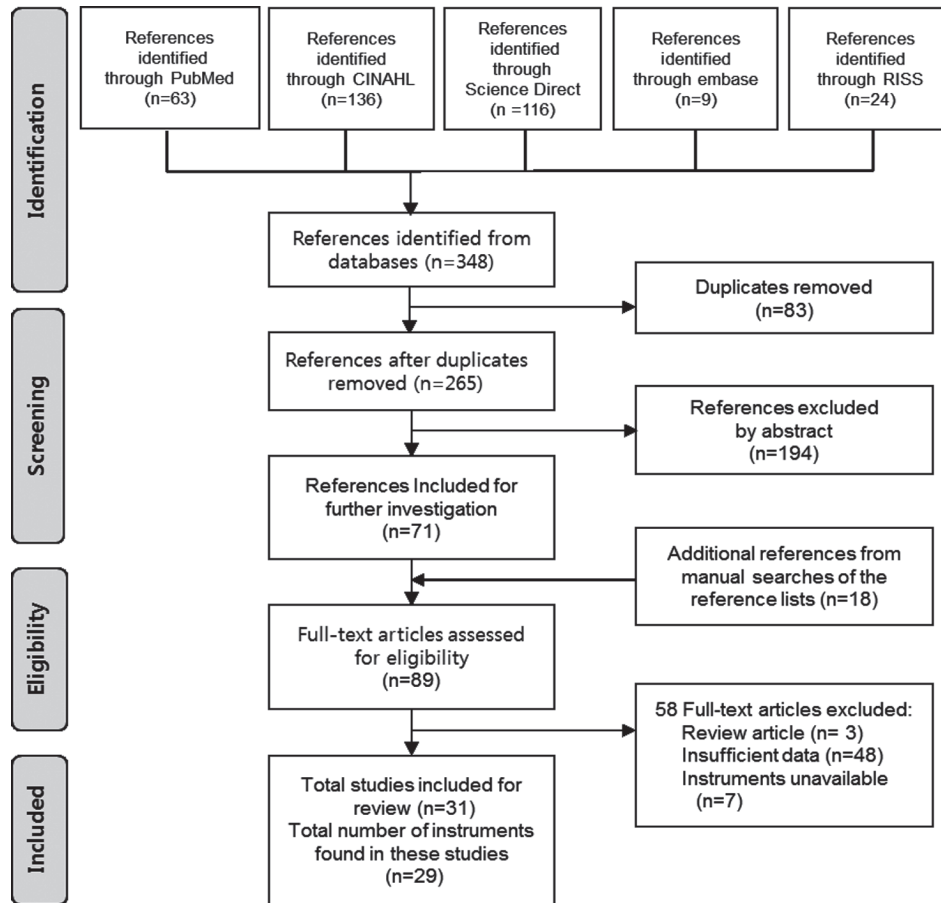 References
identified
through PubMed
(n=63)
References
identified
through CINAHL
(n=136)
References
identified
through
Science Direct
(n =116)
References
identified
through embase
(n=9)
References
identified
through RISS
(n=24)
Identification
References identified from
databases (n=348)
Duplicates removed
(n=83)
Screening
References after duplicates
removed (n=265)
References excluded
by abstract
(n=194)
References Included for
further investigation
(n=71)
Additional references from
manual searches of the
reference lists (n=18)
Eligibility
Full-text articles assessed
for eligibility
(n=89)
58 Full-text articles excluded:
Review article (n= 3)
Insufficient data (n=48)
Instruments unavailable
(n=7)
Included
Total studies included for
review (n=31)
Total number of instruments
found in these studies
(n=29)